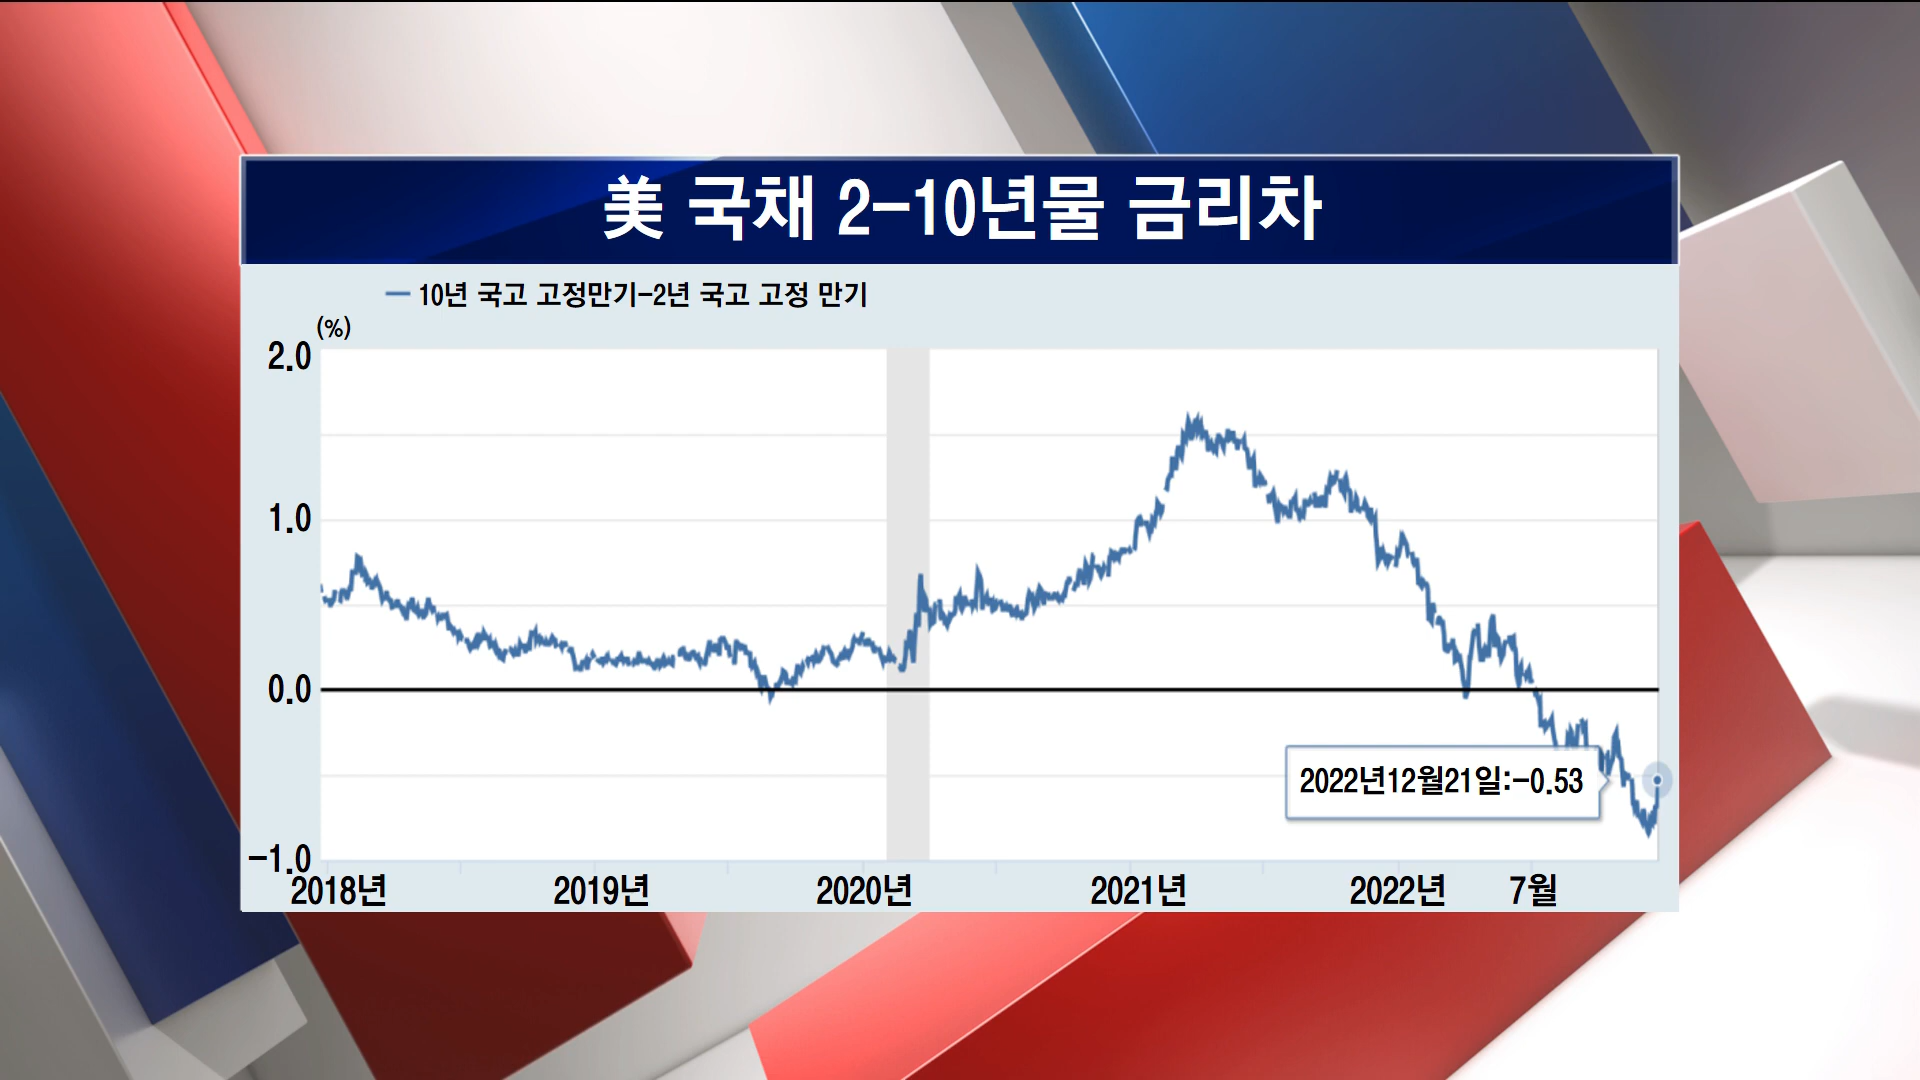 美 국채 2-10년물 금리차
10년 국고 고정만기-2년 국고 고정 만기
(%)
2.0
1.0
0.0
-1.0
2022년12월21일:-0.53
2018년 2019년 2020년 2021년 2022년 7월